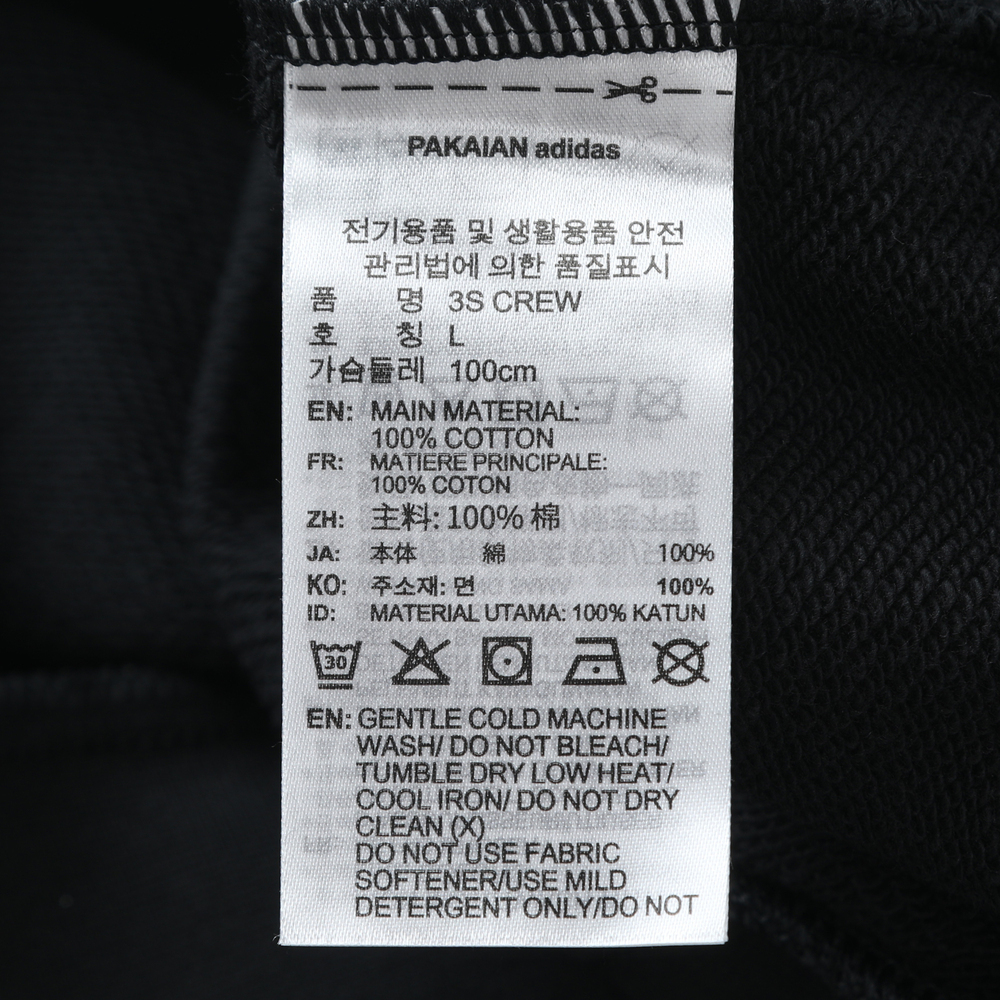 PAKAIAN adidas
전기용품 및 생활용품 안전
관리법에 의한 품질표시
품 명 3S CREW
호 칭 L
가슴둘레 100cm
EN: MAIN MATERIAL:
100% COTTON
FR: MATIERE PRINCIPALE:
100% COTON
ZH: 主料: 100% 棉
JA: 本体 綿 100%
KO: 주소재: 면 100%
ID: MATERIAL UTAMA: 100% KATUN
30
EN: GENTLE COLD MACHINE
WASH/ DO NOT BLEACH/
TUMBLE DRY LOW HEAT/
COOL IRON/ DO NOT DRY
CLEAN (X)
DO NOT USE FABRIC
SOFTENER/USE MILD
DETERGENT ONLY/DO NOT